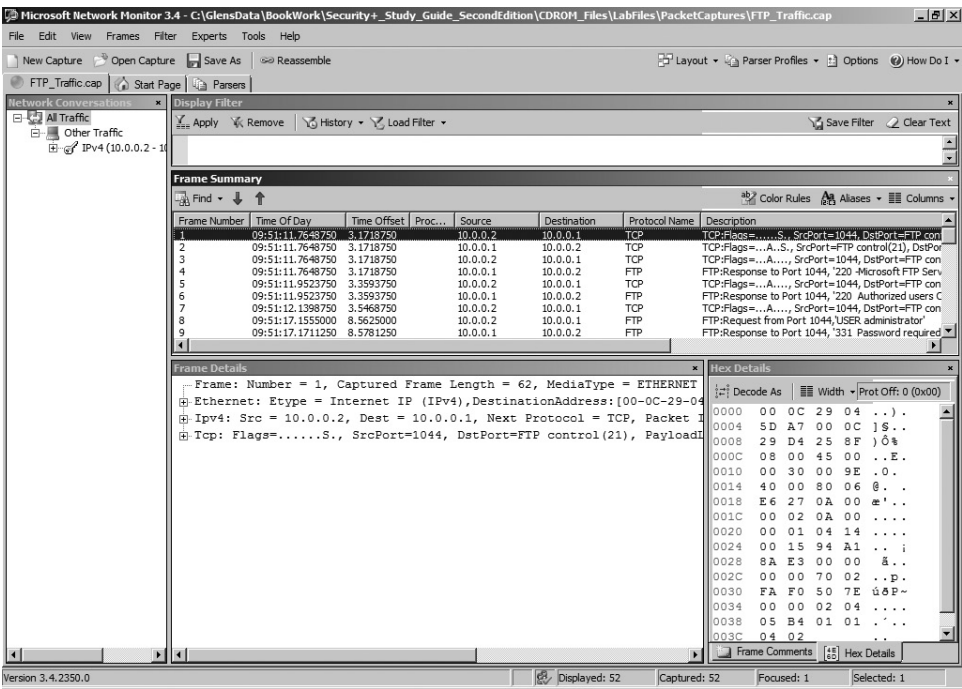 Microsoft Network Monitor 3.4 - C:\GlensData\BookWork\Security+_Study_Guide_SecondEdition\CDROM_Files\LabFiles\PacketCaptures\FTP_Traffic.cap
File Edit View Frames Filter Experts Tools Help
New Capture Open Capture Save As Reassemble Layout Parser Profiles Options How Do I
FTP_Traffic.cap Start Page Parsers
Network Conversations
All Traffic
Other Traffic
IPv4 (10.0.0.2 - 10
Display Filter
Apply Remove History Load Filter Save Filter Clear Text
Frame Summary
Find Color Rules Aliases Columns
Frame Number Time Of Day Time Offset Proc... Source Destination Protocol Name Description
1 09:51:11.7648750 3.1718750 10.0.0.2 10.0.0.1 TCP TCP:Flags=......S., SrcPort=1044, DstPort=FTP con
2 09:51:11.7648750 3.1718750 10.0.0.1 10.0.0.2 TCP TCP:Flags=...A..S., SrcPort=FTP control(21), DstPor
3 09:51:11.7648750 3.1718750 10.0.0.2 10.0.0.1 TCP TCP:Flags=...A...., SrcPort=1044, DstPort=FTP con
4 09:51:11.7648750 3.1718750 10.0.0.1 10.0.0.2 FTP FTP:Response to Port 1044, '220 -Microsoft FTP Serv
5 09:51:11.9523750 3.3593750 10.0.0.2 10.0.0.1 TCP TCP:Flags=...A...., SrcPort=1044, DstPort=FTP con
6 09:51:11.9523750 3.3593750 10.0.0.1 10.0.0.2 FTP FTP:Response to Port 1044, '220 Authorized users O
7 09:51:12.1398750 3.5468750 10.0.0.2 10.0.0.1 TCP TCP:Flags=...A...., SrcPort=1044, DstPort=FTP con
8 09:51:17.1555000 8.5625000 10.0.0.2 10.0.0.1 FTP FTP:Request from Port 1044,'USER administrator'
9 09:51:17.1711250 8.5781250 10.0.0.1 10.0.0.2 FTP FTP:Response to Port 1044, '331 Password required
Frame Details
Frame: Number = 1, Captured Frame Length = 62, MediaType = ETHERNET
Ethernet: Etype = Internet IP (IPv4),DestinationAddress:[00-0C-29-04
Ipv4: Src = 10.0.0.2, Dest = 10.0.0.1, Next Protocol = TCP, Packet I
Tcp: Flags=......S., SrcPort=1044, DstPort=FTP control(21), PayloadL
Hex Details
Decode As Width Prot Off: 0 (0x00)
0000 00 0C 29 04 ..).
0004 5D A7 00 0C ]§..
0008 29 D4 25 8F )Ô%
000C 08 00 45 00 ..E.
0010 00 30 00 9E .0.
0014 40 00 80 06 @. .
0018 E6 27 0A 00 æ'..
001C 00 02 0A 00 ....
0020 00 01 04 14 ....
0024 00 15 94 A1 .. ¡
0028 8A E3 00 00 ã..
002C 00 00 70 02 ..p.
0030 FA F0 50 7E úðP~
0034 00 00 02 04 ....
0038 05 B4 01 01 .´..
003C 04 02 ..
Frame Comments Hex Details
Version 3.4.2350.0 Displayed: 52 Captured: 52 Focused: 1 Selected: 1